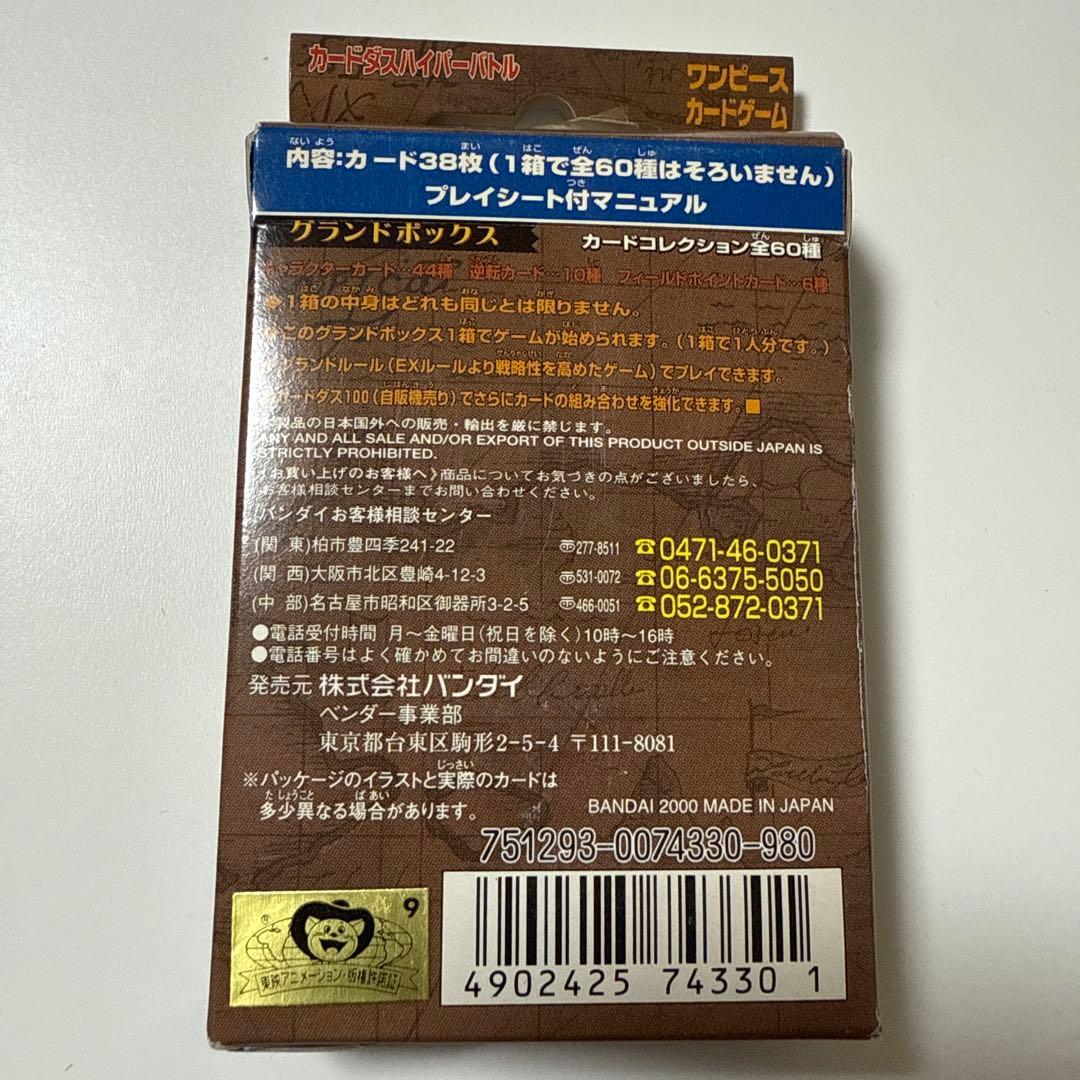 カードダスハイパーバトル
ワンピース
カードゲーム
内容:カード38枚(1箱で全60種はそろいません)
プレイシート付マニュアル
グランドボックス
カードコレクション全60種
キャラクターカード…44種 逆転カード…10種 フィールドポイントカード…6種
※1箱の中身はどれも同じとは限りません。
※このグランドボックス1箱でゲームが始められます。(1箱で1人分です。)
グランドルール(EXルールより戦略性を高めたゲーム)でプレイできます。
カードダス100(自販機売り)でさらにカードの組み合わせを強化できます。■
本製品の日本国外への販売・輸出を厳に禁じます。
ANY AND ALL SALE AND/OR EXPORT OF THIS PRODUCT OUTSIDE JAPAN IS
STRICTLY PROHIBITED.
〈お買い上げのお客様へ〉商品についてお気づきの点がございましたら、
お客様相談センターまでお問い合わせください。
バンダイお客様相談センター
(関 東)柏市豊四季241-22 〒277-8511 ☎0471-46-0371
(関 西)大阪市北区豊崎4-12-3 〒531-0072 ☎06-6375-5050
(中 部)名古屋市昭和区御器所3-2-5 〒466-0051 ☎052-872-0371
●電話受付時間 月〜金曜日(祝日を除く)10時〜16時
●電話番号はよく確かめてお間違いのないようにご注意ください。
発売元 株式会社バンダイ
ベンダー事業部
東京都台東区駒形2-5-4 〒111-8081
※パッケージのイラストと実際のカードは
多少異なる場合があります。
BANDAI 2000 MADE IN JAPAN
751293-0074330-980
9
®
東映アニメーション・版権許諾証
4902425 74330 1